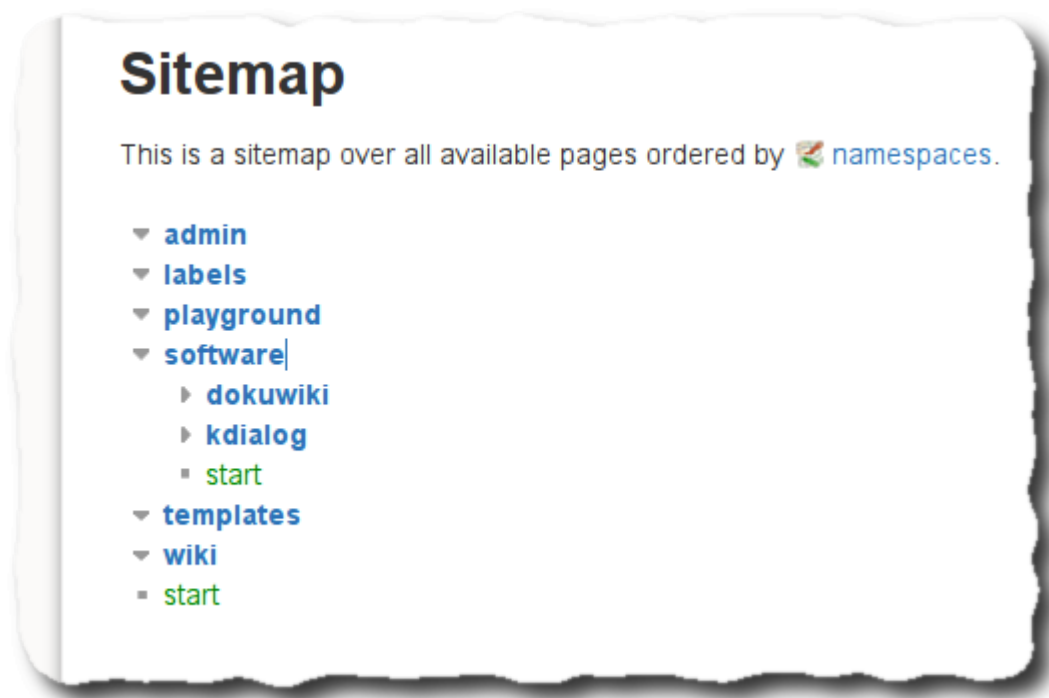 Sitemap
This is a sitemap over all available pages ordered by namespaces.
admin
labels
playground
software
dokuwiki
kdialog
start
templates
wiki
start